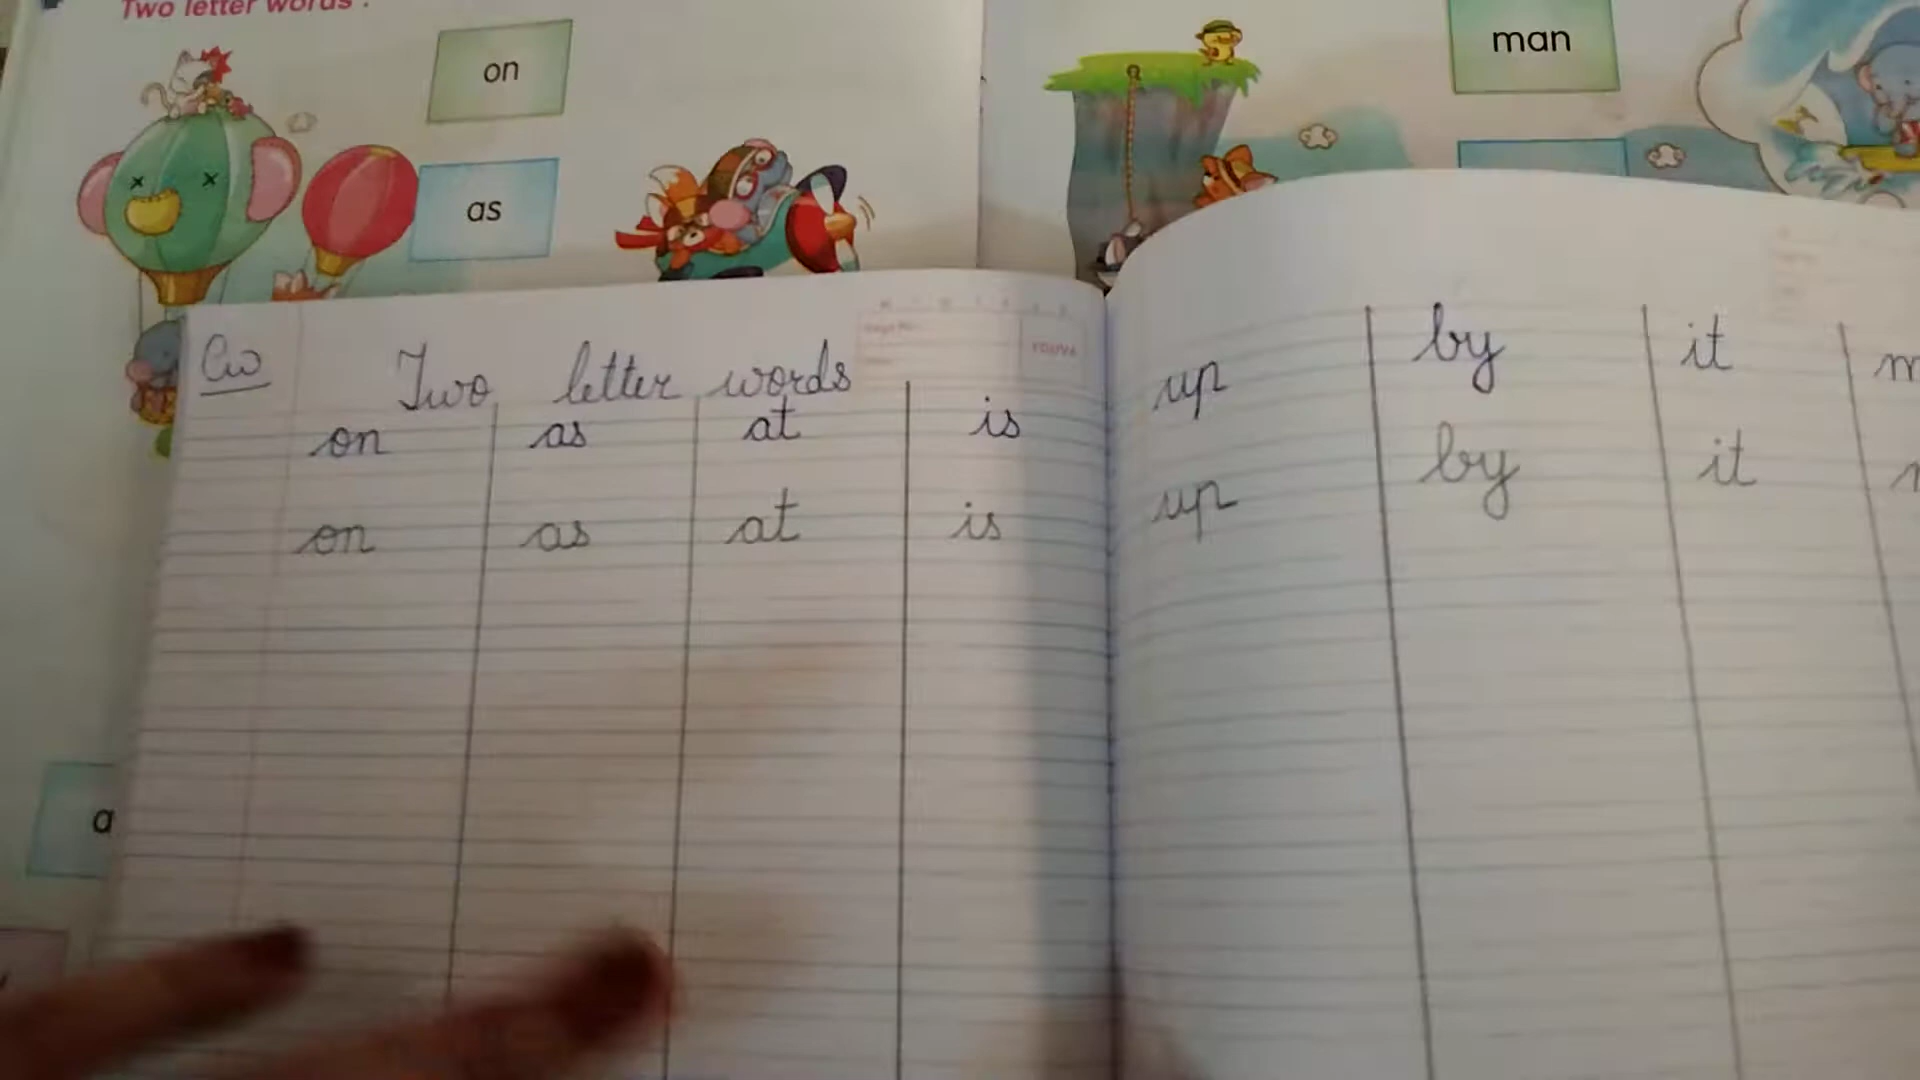 Two letter words :
on
as
man
Cw
Two letter words
on as at is
on as at is
YOUVA
up by it
up by it
a